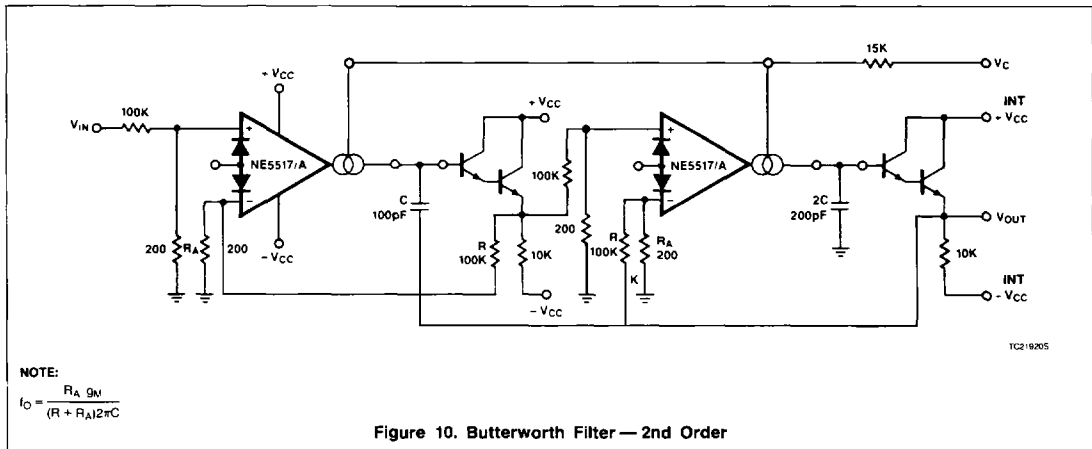 15K
VC
+ VCC
+ VCC
INT
+ VCC
100K
VIN
+
NE5517/A
−
100K
+
NE5517/A
−
C
100pF
2C
200pF
VOUT
200
RA
200
− VCC
R
100K
10K
− VCC
200
R
100K
RA
200
K
10K
INT
− VCC
TC21920S
NOTE:
fO = RA gM
(R + RA)2πC
Figure 10. Butterworth Filter — 2nd Order